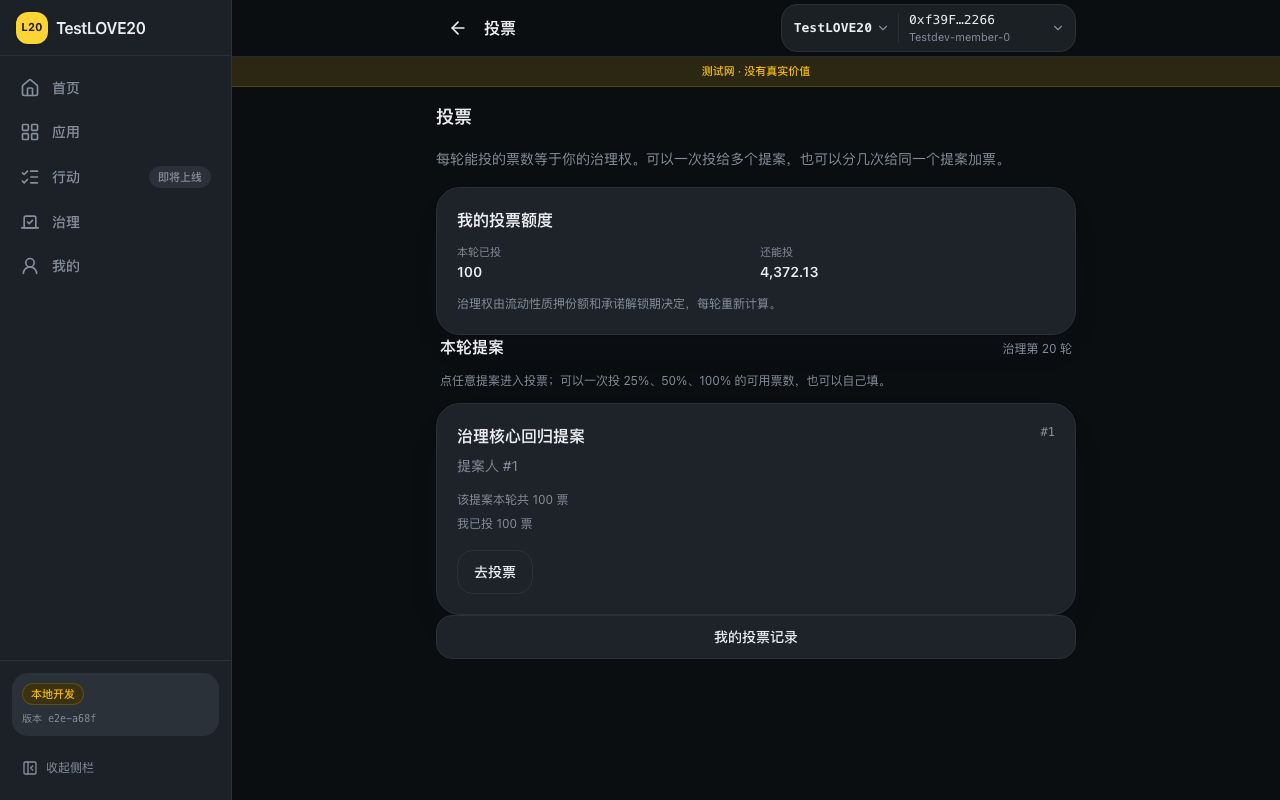 L20 TestLOVE20
首页
应用
行动 即将上线
治理
我的
本地开发
版本 e2e-a68f
收起侧栏
投票
TestLOVE20
0xf39F…2266
Testdev-member-0
测试网 · 没有真实价值
投票
每轮能投的票数等于你的治理权。可以一次投给多个提案，也可以分几次给同一个提案加票。
我的投票额度
本轮已投 还能投
100 4,372.13
治理权由流动性质押份额和承诺解锁期决定，每轮重新计算。
本轮提案 治理第 20 轮
点任意提案进入投票；可以一次投 25%、50%、100% 的可用票数，也可以自己填。
治理核心回归提案 #1
提案人 #1
该提案本轮共 100 票
我已投 100 票
去投票
我的投票记录